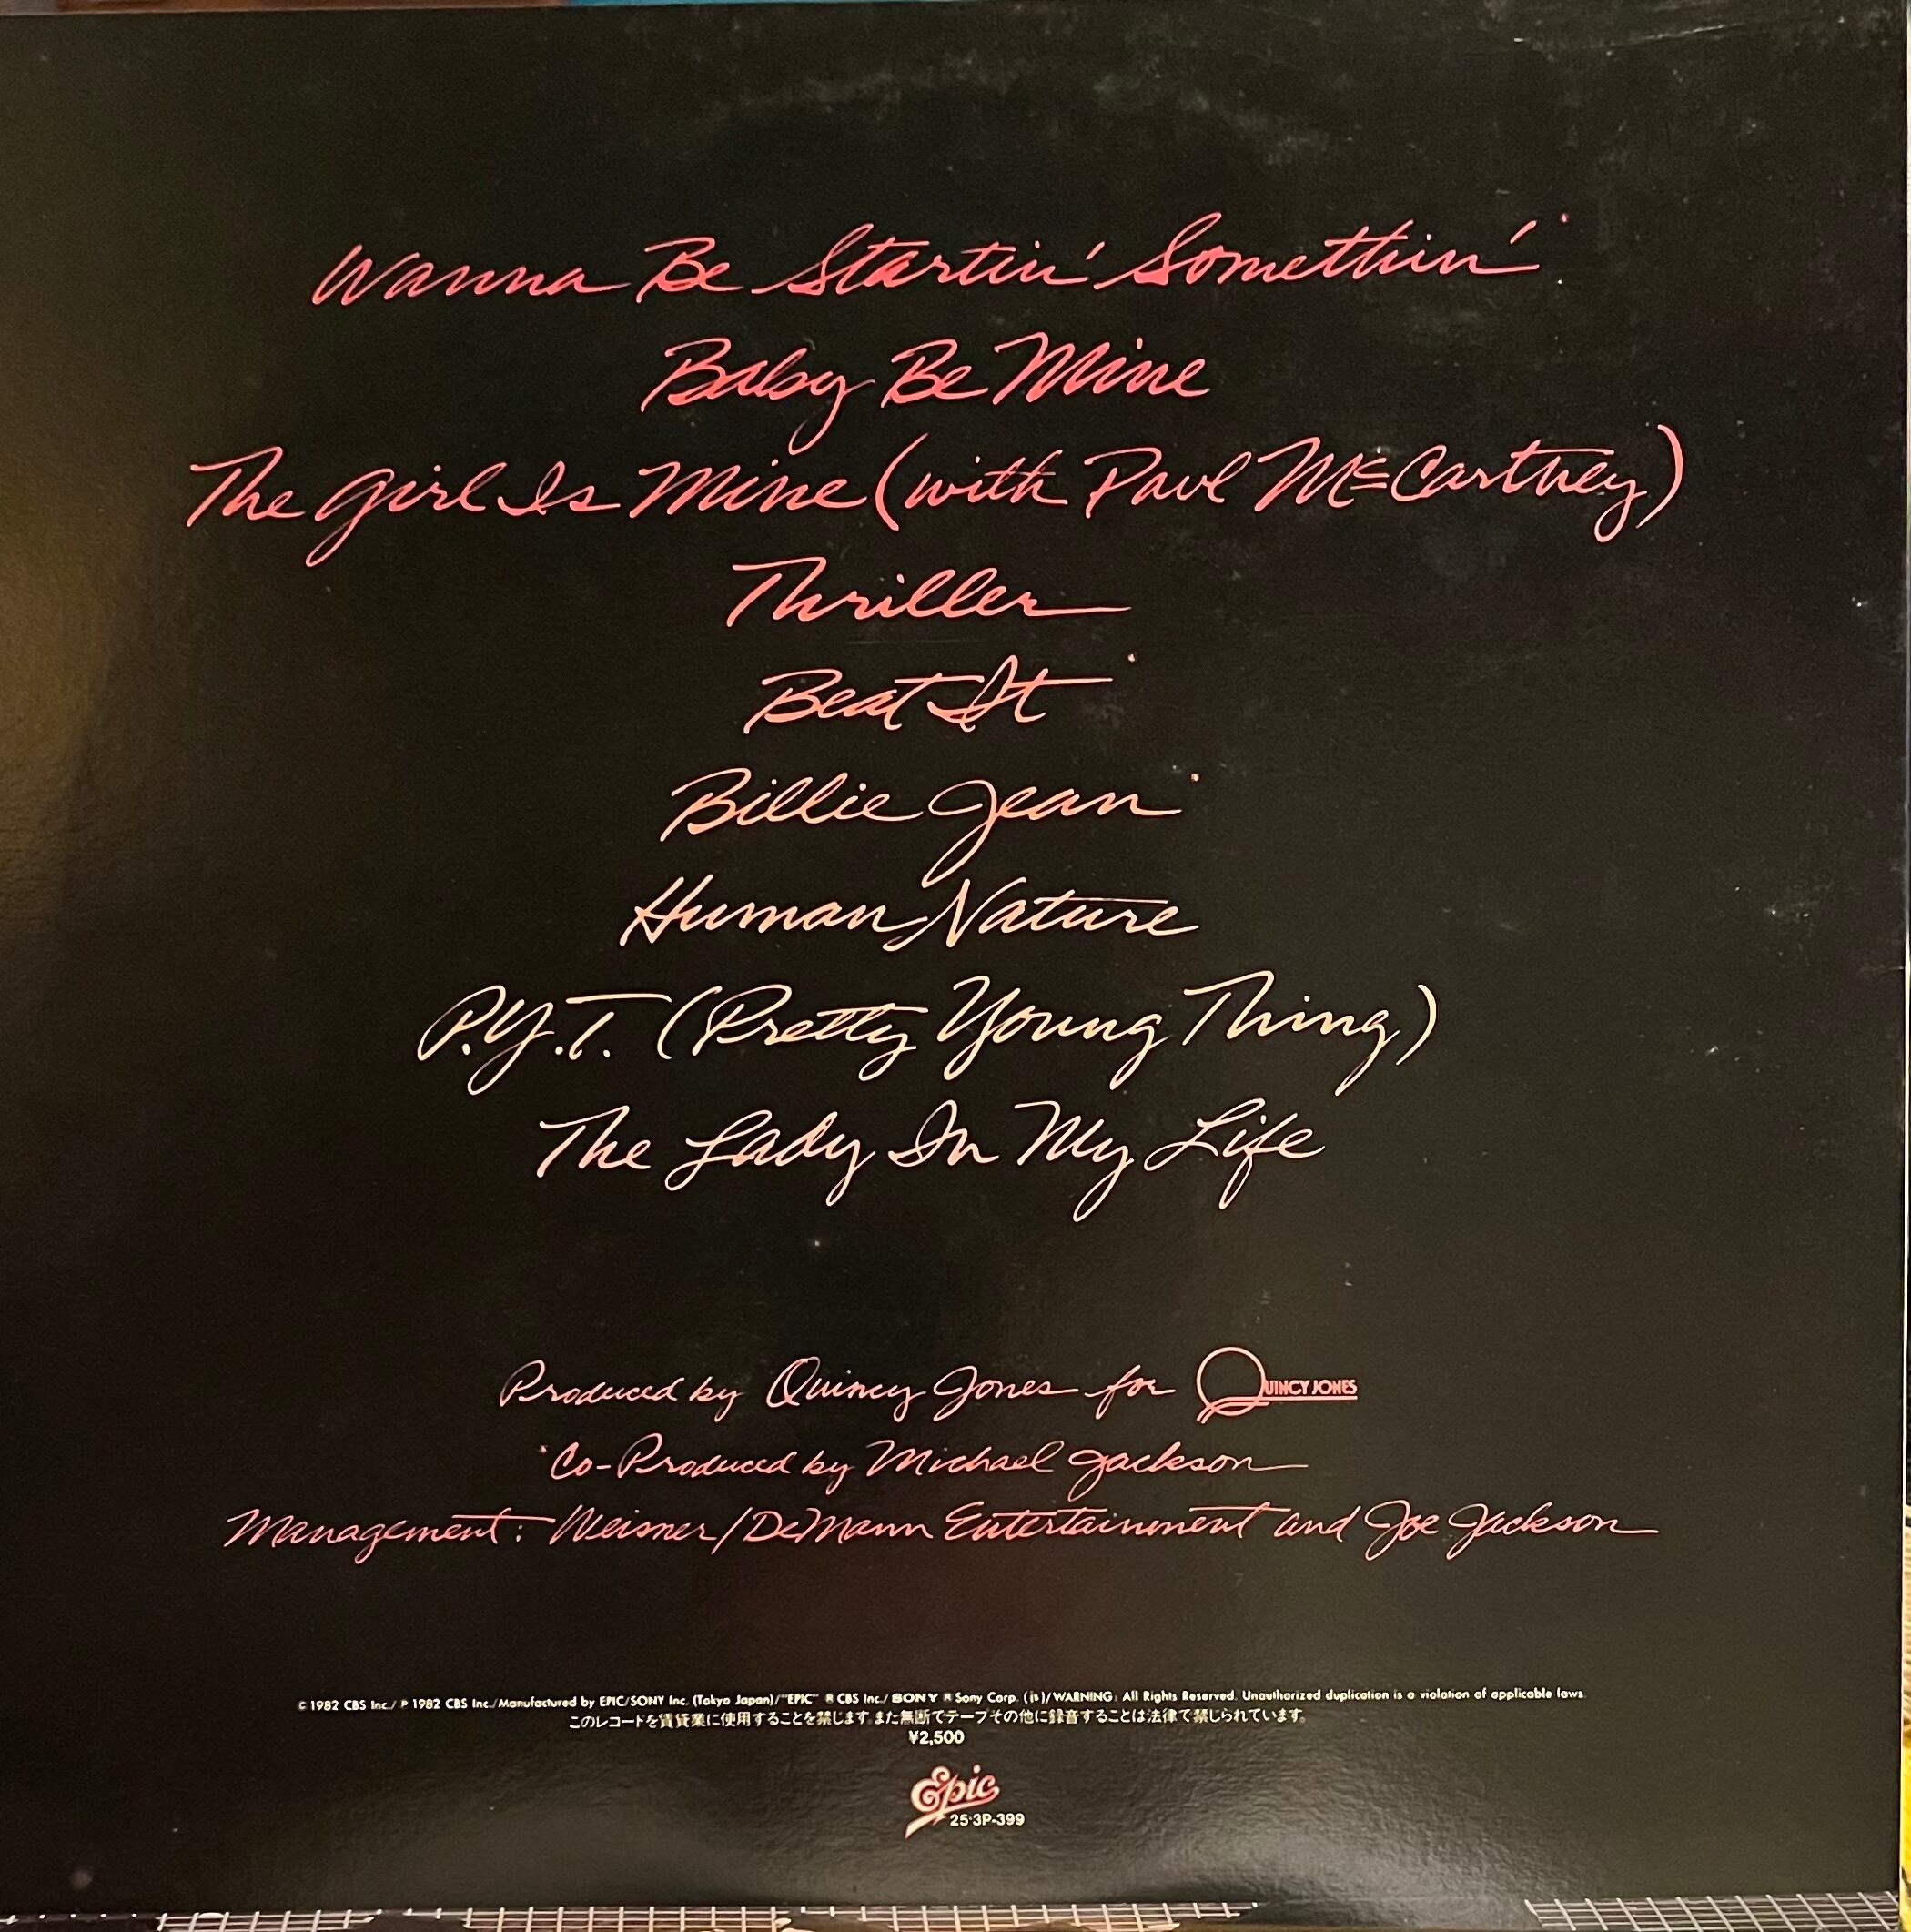 Wanna Be Startin' Somethin'*
Baby Be Mine
The Girl Is Mine (with Paul McCartney)
Thriller
Beat It*
Billie Jean*
Human Nature
P.Y.T. (Pretty Young Thing)
The Lady In My Life
Produced by Quincy Jones for QUINCY JONES
*Co-Produced by Michael Jackson
Management: Weisner/DeMann Entertainment and Joe Jackson
© 1982 CBS Inc./ ℗ 1982 CBS Inc./Manufactured by EPIC/SONY Inc. (Tokyo Japan)/"EPIC" ® CBS Inc./ SONY ® Sony Corp. (is)/WARNING: All Rights Reserved. Unauthorized duplication is a violation of applicable laws.
このレコードを賃貸業に使用することを禁じます。また無断でテープその他に録音することは法律で禁じられています。
¥2,500
Epic
25·3P-399